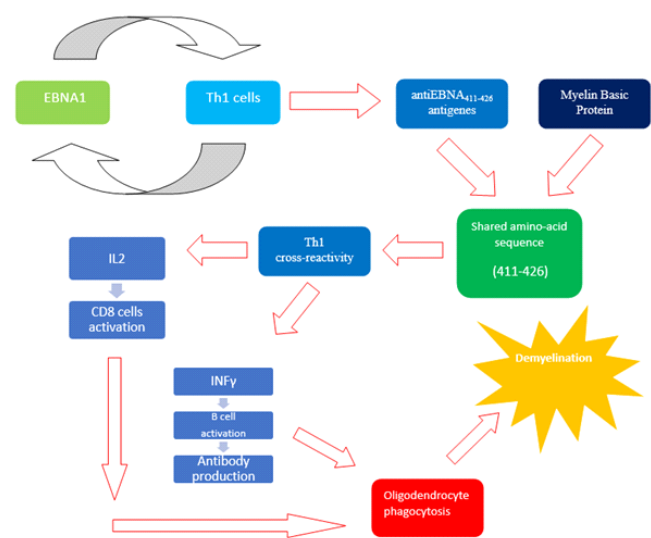 EBNA1
Th1 cells
antiEBNA411-426
antigenes
Myelin Basic
Protein
Shared amino-acid
sequence
(411-426)
Th1
cross-reactivity
IL2
CD8 cells
activation
Demyelination
INFγ
B cell
activation
Antibody
production
Oligodendrocyte
phagocytosis